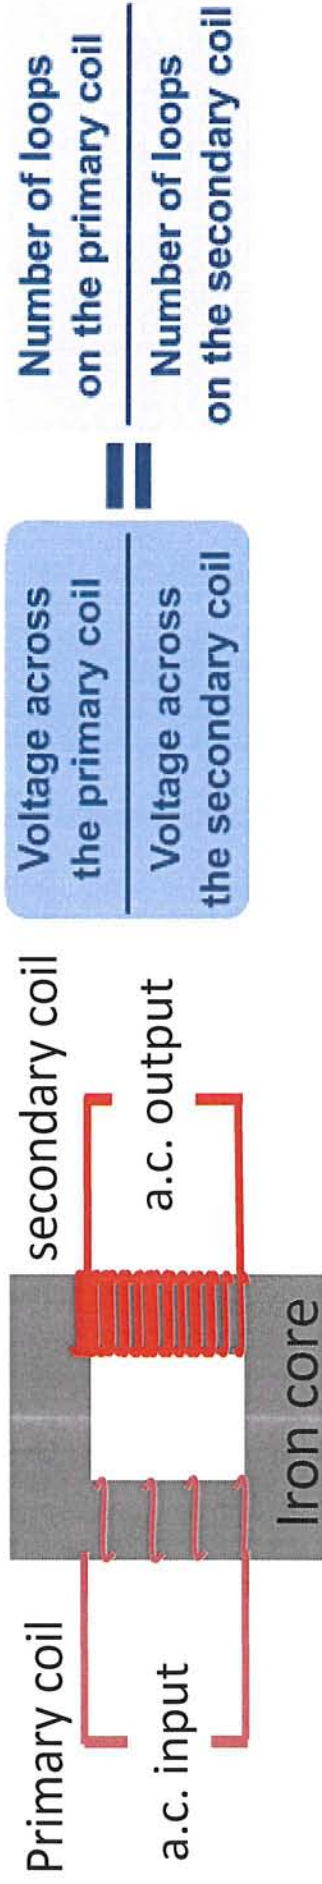 Primary coil
a.c. input
Iron core
secondary coil
a.c. output
Voltage across
the primary coil
Voltage across
the secondary coil
=
Number of loops
on the primary coil
Number of loops
on the secondary coil